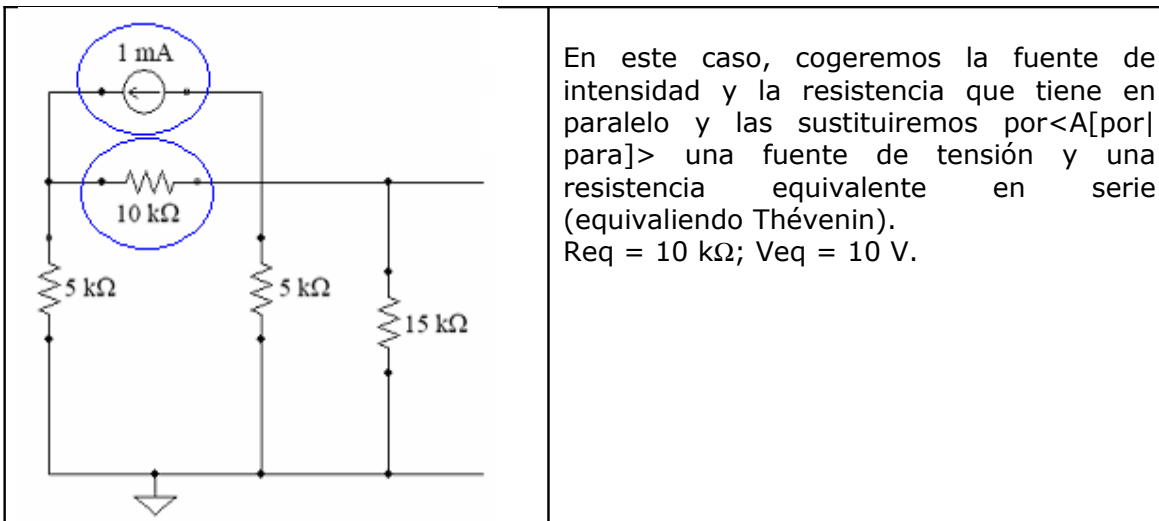 1 mA
10 kΩ
5 kΩ
5 kΩ
15 kΩ
En este caso, cogeremos la fuente de
intensidad y la resistencia que tiene en
paralelo y las sustituiremos por<A[por|
para]> una fuente de tensión y una
resistencia equivalente en serie
(equivaliendo Thévenin).
Req = 10 kΩ; Veq = 10 V.